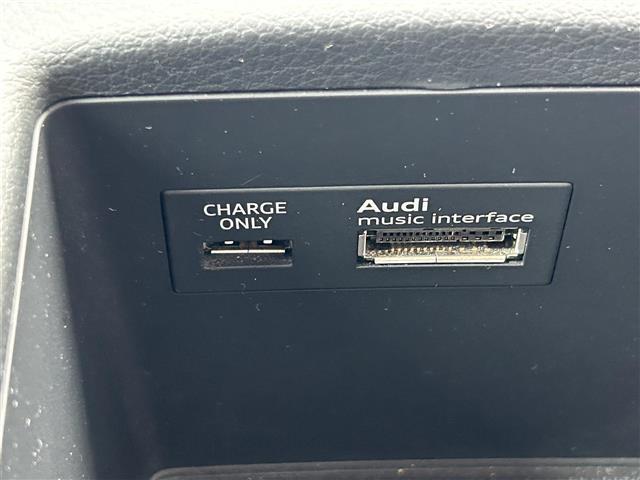 CHARGE
ONLY
Audi
music interface